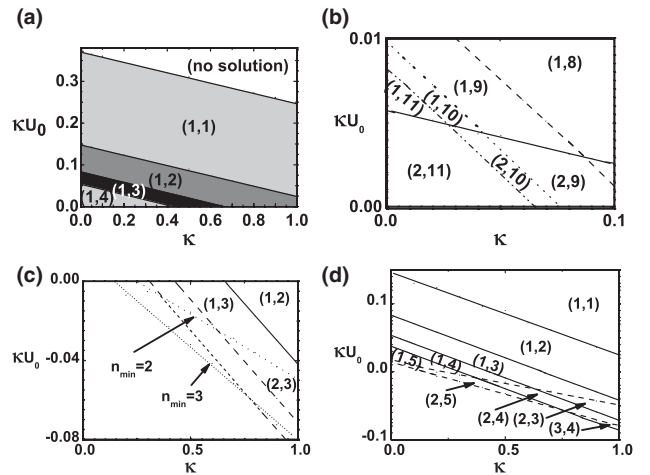 (a)
(no solution)
κU₀
0.3
0.2
0.1
0.0
(1,1)
(1,2)
(1,3)
(1,4)
0.0 0.2 0.4 0.6 0.8 1.0
κ
(b)
0.01
κU₀
0.00
(1,8)
(1,9)
(1,10)
(1,11)
(2,11)
(2,10)
(2,9)
0.0 0.1
κ
(c)
0.00
κU₀
-0.04
-0.08
(1,3)
(1,2)
n_min=2
(2,3)
n_min=3
0.0 0.5 1.0
κ
(d)
0.1
κU₀
0.0
-0.1
(1,1)
(1,2)
(1,3)
(1,4)
(1,5)
(2,5)
(2,4)
(2,3)
(3,4)
0.0 0.5 1.0
κ